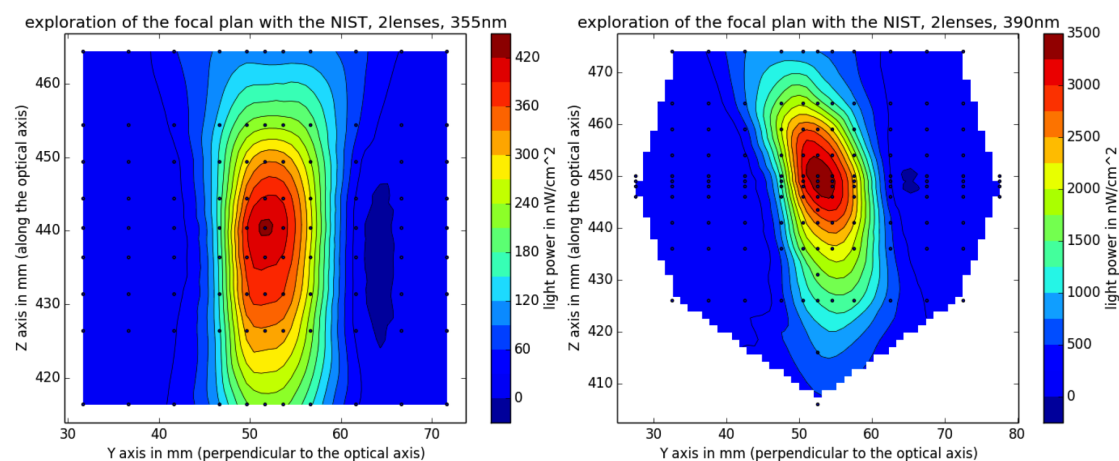 exploration of the focal plan with the NIST, 2lenses, 355nm
Z axis in mm (along the optical axis)
460
450
440
430
420
30 40 50 60 70
Y axis in mm (perpendicular to the optical axis)
420
360
300
240
180
120
60
0
light power in nW/cm^2
exploration of the focal plan with the NIST, 2lenses, 390nm
Z axis in mm (along the optical axis)
470
460
450
440
430
420
410
30 40 50 60 70 80
Y axis in mm (perpendicular to the optical axis)
3500
3000
2500
2000
1500
1000
500
0
light power in nW/cm^2